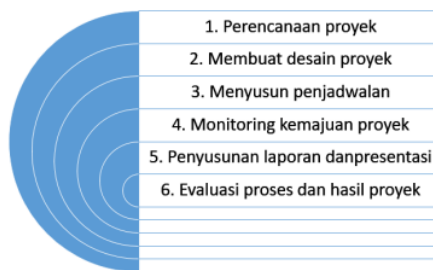 1. Perencanaan proyek
2. Membuat desain proyek
3. Menyusun penjadwalan
4. Monitoring kemajuan proyek
5. Penyusunan laporan danpresentasi
6. Evaluasi proses dan hasil proyek